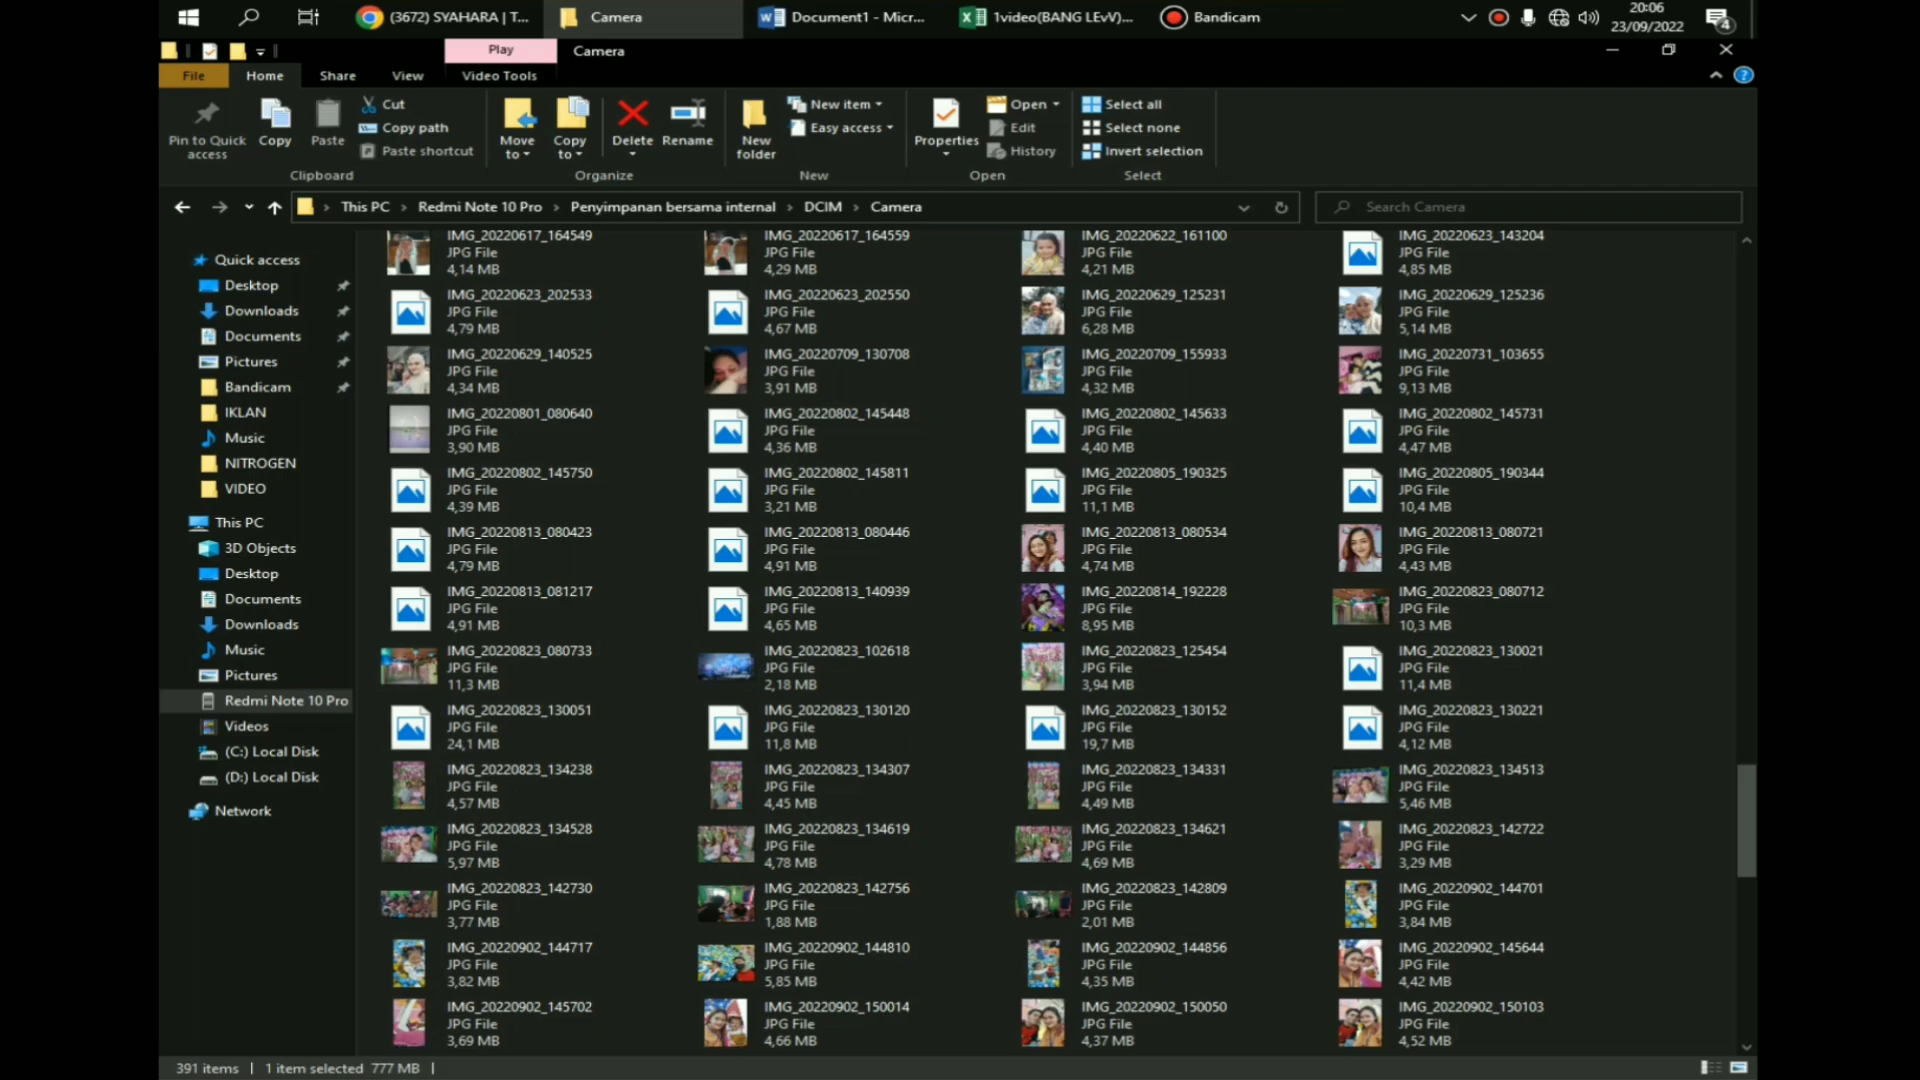 (3672) SYAHARA | T...
Camera
Document1 - Micr...
1video(BANG LEvV)...
Bandicam
20:06
23/09/2022
4
Play
Camera
File
Home
Share
View
Video Tools
Pin to Quick access
Copy
Paste
Cut
Copy path
Paste shortcut
Move to
Copy to
Delete
Rename
New folder
New item
Easy access
Properties
Open
Edit
History
Select all
Select none
Invert selection
Clipboard
Organize
New
Open
Select
This PC > Redmi Note 10 Pro > Penyimpanan bersama internal > DCIM > Camera
Search Camera
Quick access
Desktop
Downloads
Documents
Pictures
Bandicam
IKLAN
Music
NITROGEN
VIDEO
This PC
3D Objects
Desktop
Documents
Downloads
Music
Pictures
Redmi Note 10 Pro
Videos
(C:) Local Disk
(D:) Local Disk
Network
IMG_20220617_164549 IMG_20220617_164559 IMG_20220622_161100 IMG_20220623_143204
JPG File JPG File JPG File JPG File
4,14 MB 4,29 MB 4,21 MB 4,85 MB
IMG_20220623_202533 IMG_20220623_202550 IMG_20220629_125231 IMG_20220629_125236
JPG File JPG File JPG File JPG File
4,79 MB 4,67 MB 6,28 MB 5,14 MB
IMG_20220629_140525 IMG_20220709_130708 IMG_20220709_155933 IMG_20220731_103655
JPG File JPG File JPG File JPG File
4,34 MB 3,91 MB 4,32 MB 9,13 MB
IMG_20220801_080640 IMG_20220802_145448 IMG_20220802_145633 IMG_20220802_145731
JPG File JPG File JPG File JPG File
3,90 MB 4,36 MB 4,40 MB 4,47 MB
IMG_20220802_145750 IMG_20220802_145811 IMG_20220805_190325 IMG_20220805_190344
JPG File JPG File JPG File JPG File
4,39 MB 3,21 MB 11,1 MB 10,4 MB
IMG_20220813_080423 IMG_20220813_080446 IMG_20220813_080534 IMG_20220813_080721
JPG File JPG File JPG File JPG File
4,79 MB 4,91 MB 4,74 MB 4,43 MB
IMG_20220813_081217 IMG_20220813_140939 IMG_20220814_192228 IMG_20220823_080712
JPG File JPG File JPG File JPG File
4,91 MB 4,65 MB 8,95 MB 10,3 MB
IMG_20220823_080733 IMG_20220823_102618 IMG_20220823_125454 IMG_20220823_130021
JPG File JPG File JPG File JPG File
11,3 MB 2,18 MB 3,94 MB 11,4 MB
IMG_20220823_130051 IMG_20220823_130120 IMG_20220823_130152 IMG_20220823_130221
JPG File JPG File JPG File JPG File
24,1 MB 11,8 MB 19,7 MB 4,12 MB
IMG_20220823_134238 IMG_20220823_134307 IMG_20220823_134331 IMG_20220823_134513
JPG File JPG File JPG File JPG File
4,57 MB 4,45 MB 4,49 MB 5,46 MB
IMG_20220823_134528 IMG_20220823_134619 IMG_20220823_134621 IMG_20220823_142722
JPG File JPG File JPG File JPG File
5,97 MB 4,78 MB 4,69 MB 3,29 MB
IMG_20220823_142730 IMG_20220823_142756 IMG_20220823_142809 IMG_20220902_144701
JPG File JPG File JPG File JPG File
3,77 MB 1,88 MB 2,01 MB 3,84 MB
IMG_20220902_144717 IMG_20220902_144810 IMG_20220902_144856 IMG_20220902_145644
JPG File JPG File JPG File JPG File
3,82 MB 5,85 MB 4,35 MB 4,42 MB
IMG_20220902_145702 IMG_20220902_150014 IMG_20220902_150050 IMG_20220902_150103
JPG File JPG File JPG File JPG File
3,69 MB 4,66 MB 4,37 MB 4,52 MB
391 items | 1 item selected 777 MB |